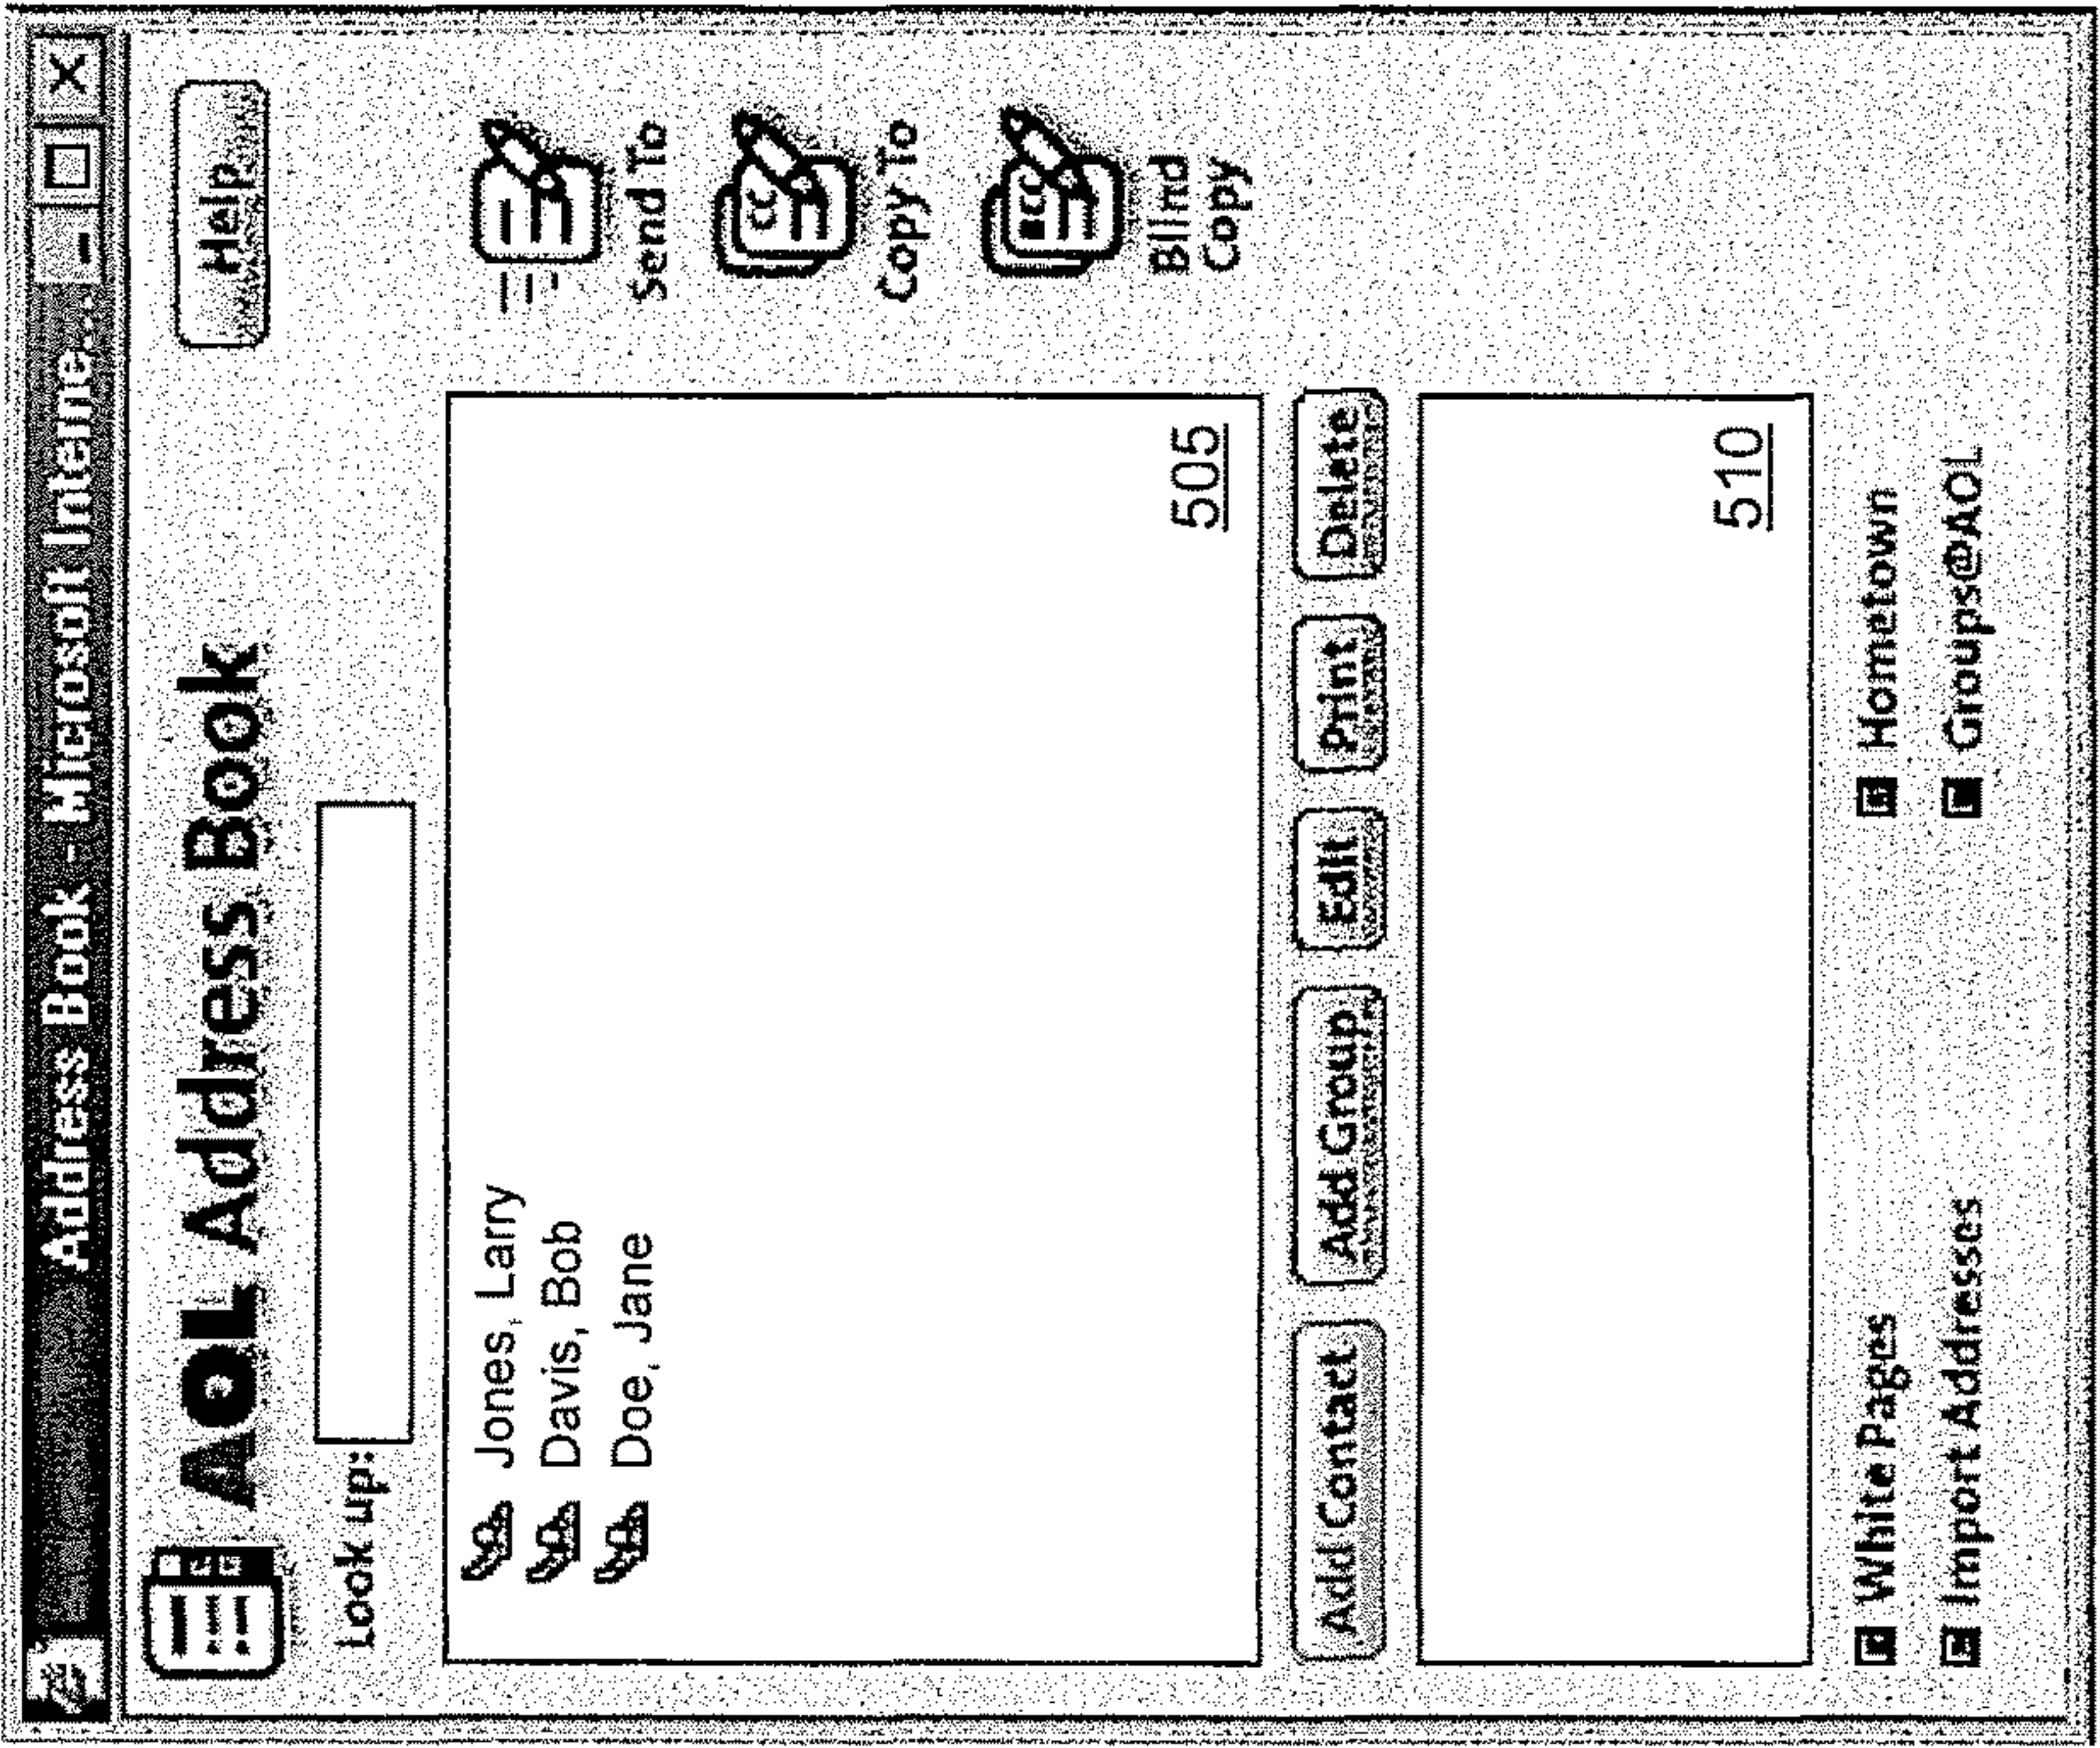 Address Book - Microsoft Interne...
AOL Address Book
Help
Look up:
Jones, Larry
Davis, Bob
Doe, Jane
505
Send To
CC
Copy To
BCC
Blind
Copy
Add Contact Add Group Edit Print Delete
510
White Pages Hometown
Import Addresses Groups@AOL